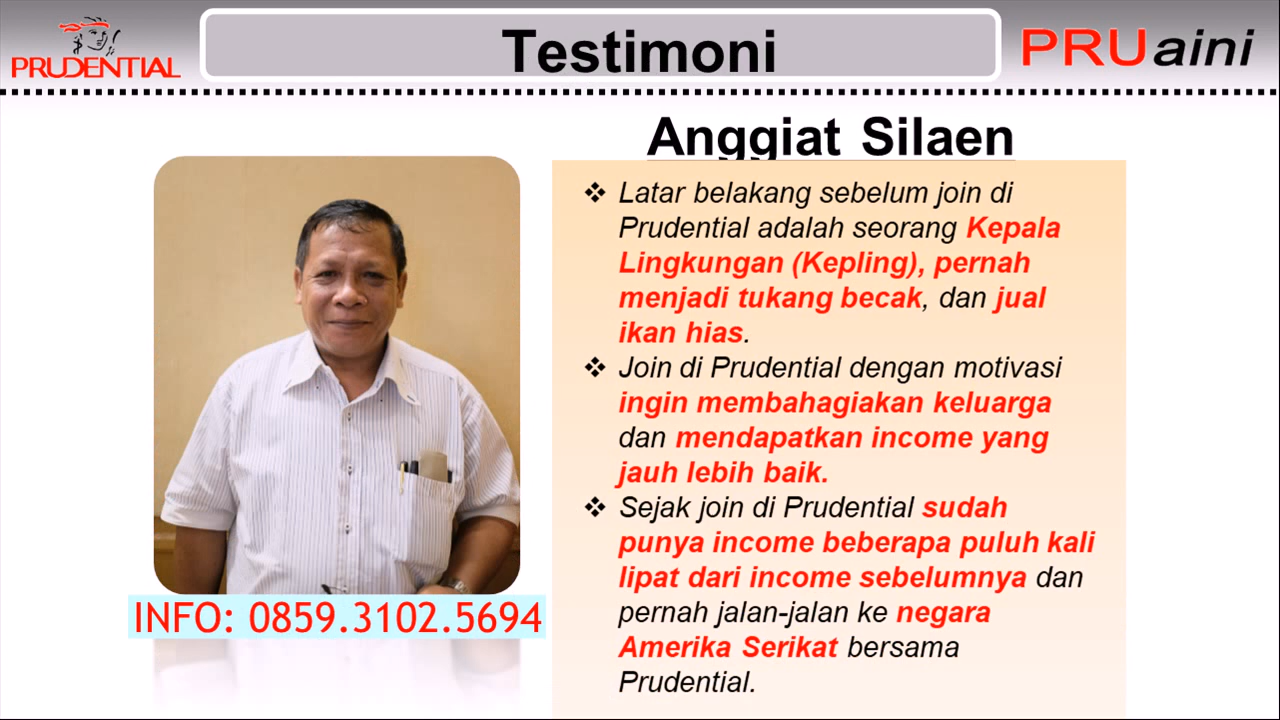 PRUDENTIAL
Testimoni
PRUaini
Anggiat Silaen
❖ Latar belakang sebelum join di
Prudential adalah seorang Kepala
Lingkungan (Kepling), pernah
menjadi tukang becak, dan jual
ikan hias.
❖ Join di Prudential dengan motivasi
ingin membahagiakan keluarga
dan mendapatkan income yang
jauh lebih baik.
❖ Sejak join di Prudential sudah
punya income beberapa puluh kali
lipat dari income sebelumnya dan
pernah jalan-jalan ke negara
Amerika Serikat bersama
Prudential.
INFO: 0859.3102.5694